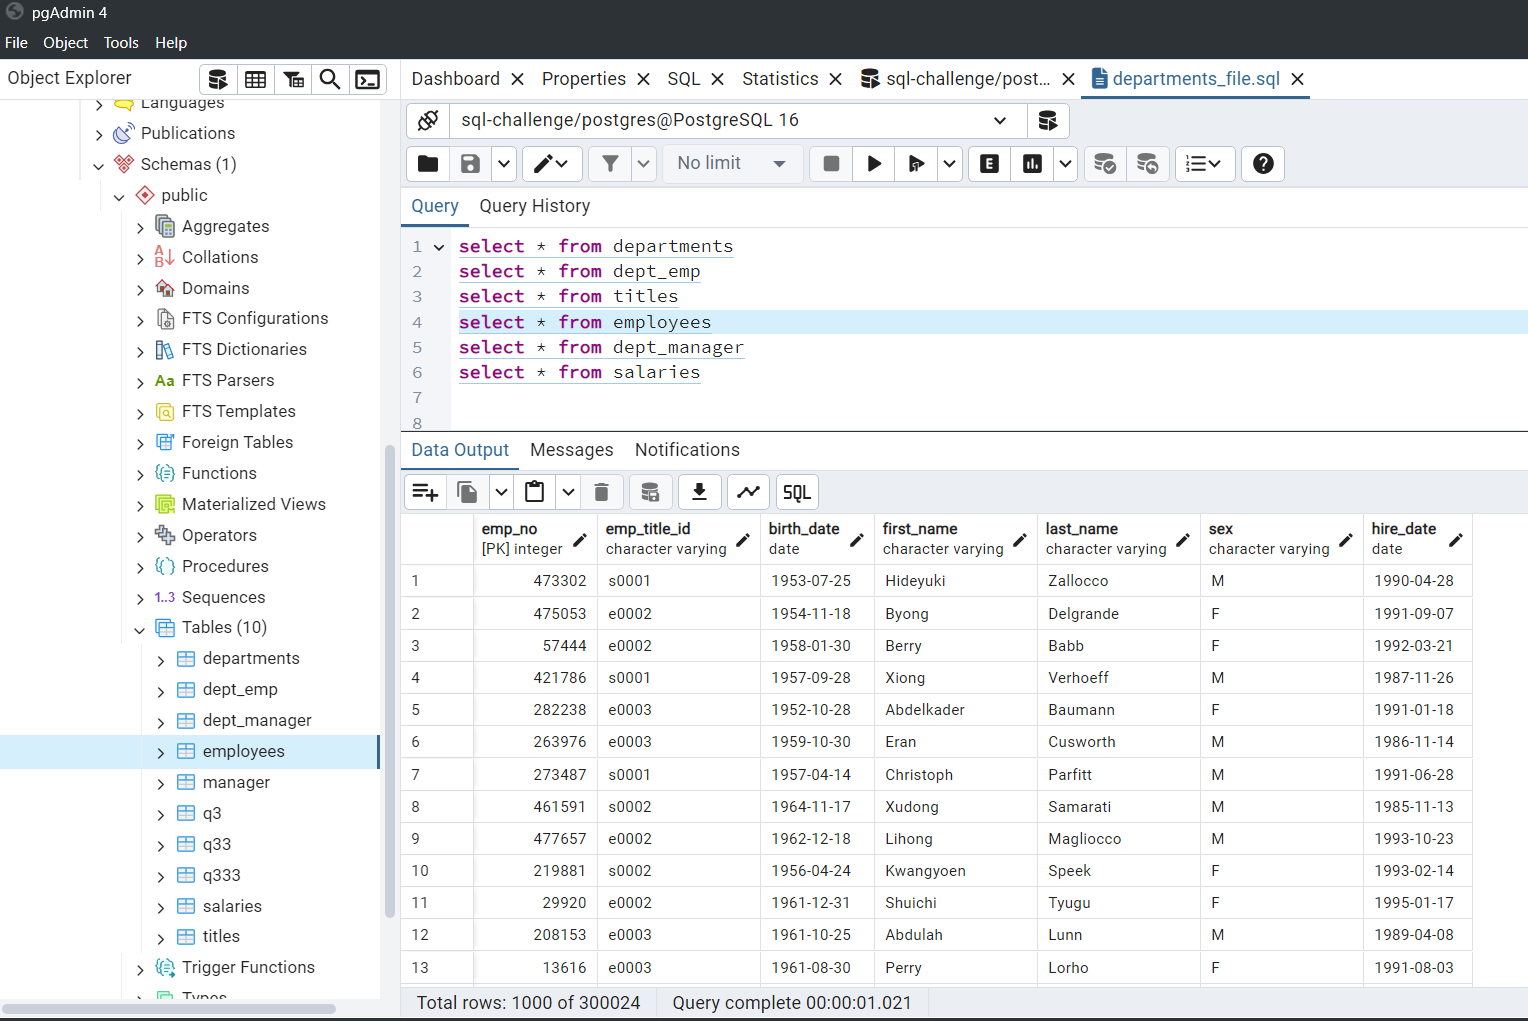 pgAdmin 4
File Object Tools Help
Object Explorer
Dashboard Properties SQL Statistics sql-challenge/post... departments_file.sql
Languages
Publications
Schemas (1)
public
Aggregates
Collations
Domains
FTS Configurations
FTS Dictionaries
Aa FTS Parsers
FTS Templates
Foreign Tables
Functions
Materialized Views
Operators
Procedures
1..3 Sequences
Tables (10)
departments
dept_emp
dept_manager
employees
manager
q3
q33
q333
salaries
titles
Trigger Functions
Types
sql-challenge/postgres@PostgreSQL 16
No limit E
Query Query History
1 select * from departments
2 select * from dept_emp
3 select * from titles
4 select * from employees
5 select * from dept_manager
6 select * from salaries
7
8
Data Output Messages Notifications
SQL
emp_no emp_title_id birth_date first_name last_name sex hire_date
[PK] integer character varying date character varying character varying character varying date
1 473302 s0001 1953-07-25 Hideyuki Zallocco M 1990-04-28
2 475053 e0002 1954-11-18 Byong Delgrande F 1991-09-07
3 57444 e0002 1958-01-30 Berry Babb F 1992-03-21
4 421786 s0001 1957-09-28 Xiong Verhoeff M 1987-11-26
5 282238 e0003 1952-10-28 Abdelkader Baumann F 1991-01-18
6 263976 e0003 1959-10-30 Eran Cusworth M 1986-11-14
7 273487 s0001 1957-04-14 Christoph Parfitt M 1991-06-28
8 461591 s0002 1964-11-17 Xudong Samarati M 1985-11-13
9 477657 e0002 1962-12-18 Lihong Magliocco M 1993-10-23
10 219881 s0002 1956-04-24 Kwangyoen Speek F 1993-02-14
11 29920 e0002 1961-12-31 Shuichi Tyugu F 1995-01-17
12 208153 e0003 1961-10-25 Abdulah Lunn M 1989-04-08
13 13616 e0003 1961-08-30 Perry Lorho F 1991-08-03
Total rows: 1000 of 300024 Query complete 00:00:01.021